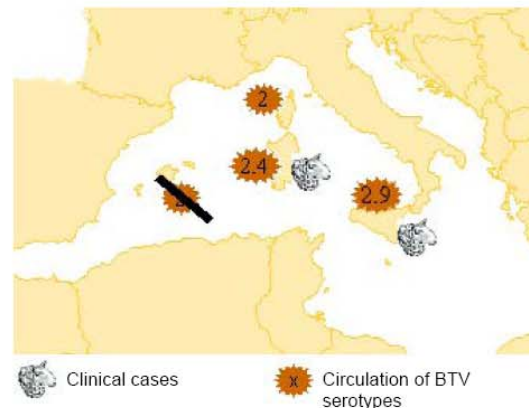 2
2.4
2.9
Clinical cases
x
Circulation of BTV
serotypes